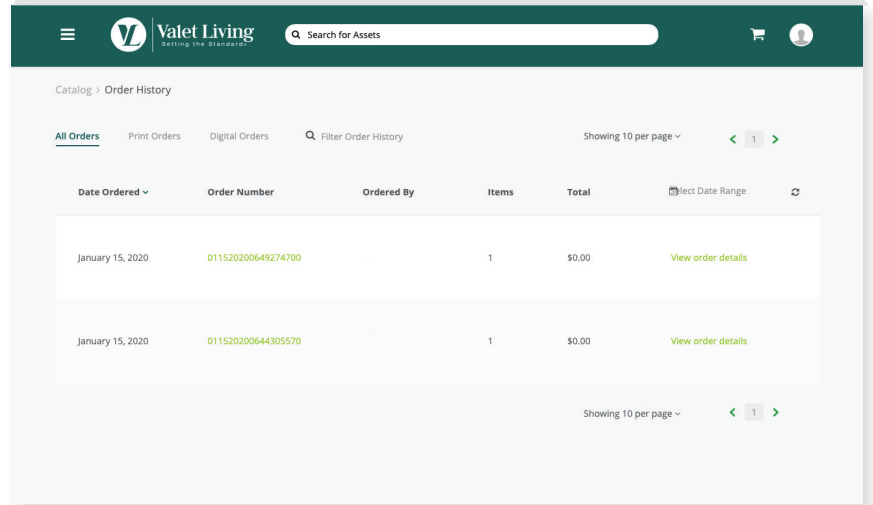 VL Valet Living Search for Assets
Setting the Standard.
Catalog > Order History
All Orders Print Orders Digital Orders Filter Order History Showing 10 per page 1
Date Ordered Order Number Ordered By Items Total Select Date Range
January 15, 2020 011520200649274700 1 $0.00 View order details
January 15, 2020 011520200644305570 1 $0.00 View order details
Showing 10 per page 1